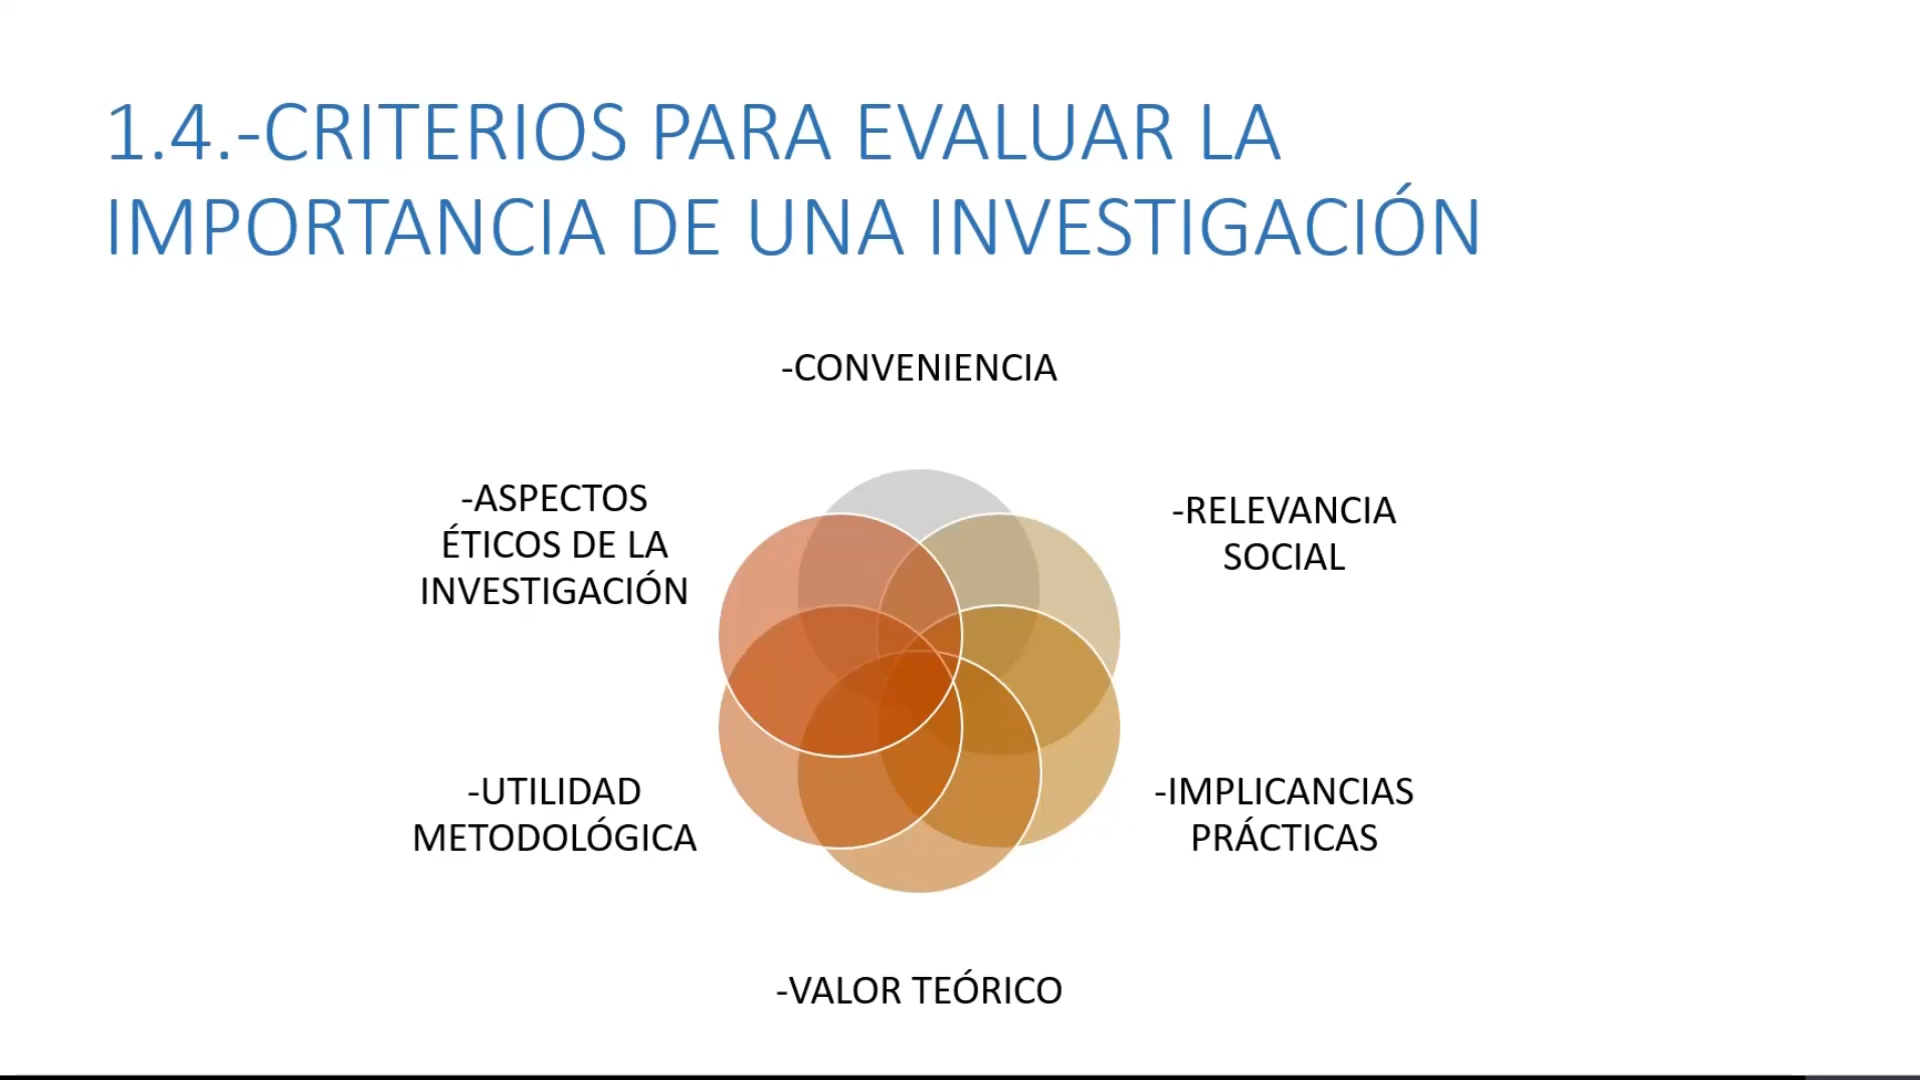 1.4.-CRITERIOS PARA EVALUAR LA
IMPORTANCIA DE UNA INVESTIGACIÓN
-CONVENIENCIA
-RELEVANCIA
SOCIAL
-IMPLICANCIAS
PRÁCTICAS
-VALOR TEÓRICO
-UTILIDAD
METODOLÓGICA
-ASPECTOS
ÉTICOS DE LA
INVESTIGACIÓN